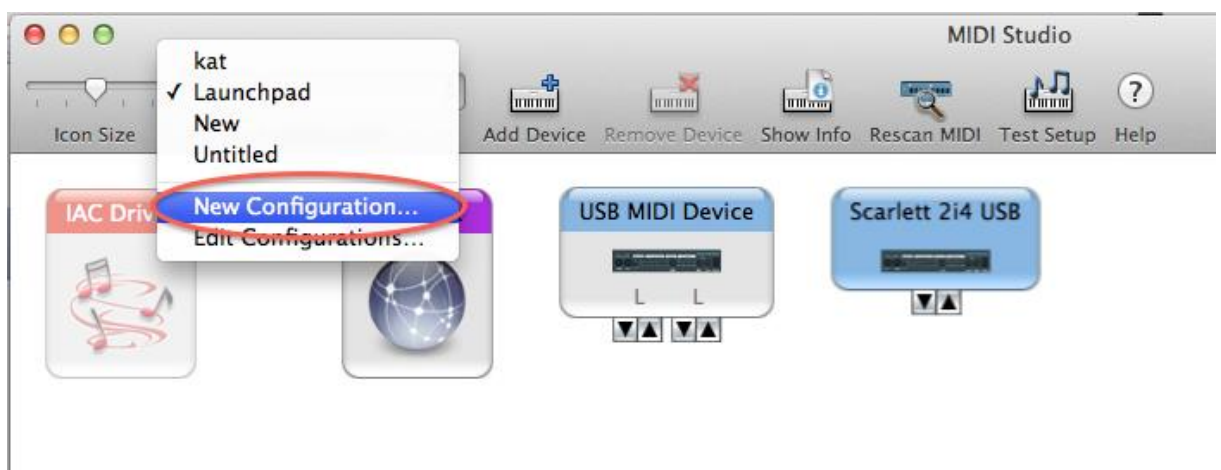 MIDI Studio
kat
✓ Launchpad
New
Untitled
New Configuration...
Edit Configurations...
Icon Size
Add Device
Remove Device
Show Info
Rescan MIDI
Test Setup
?
Help
IAC Driv
USB MIDI Device
L L
Scarlett 2i4 USB